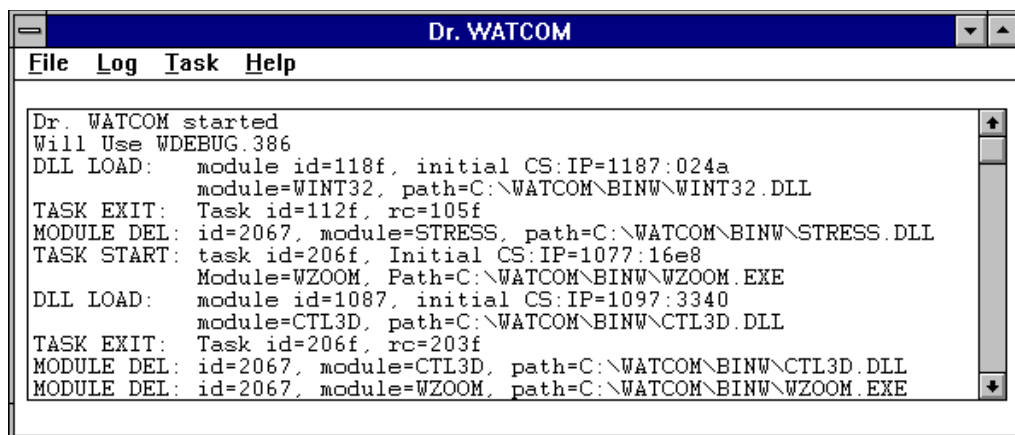 Dr. WATCOM
File Log Task Help
Dr. WATCOM started
Will Use WDEBUG.386
DLL LOAD: module id=118f, initial CS:IP=1187:024a
module=WINT32, path=C:\WATCOM\BINW\WINT32.DLL
TASK EXIT: Task id=112f, rc=105f
MODULE DEL: id=2067, module=STRESS, path=C:\WATCOM\BINW\STRESS.DLL
TASK START: task id=206f, Initial CS:IP=1077:16e8
Module=WZOOM, Path=C:\WATCOM\BINW\WZOOM.EXE
DLL LOAD: module id=1087, initial CS:IP=1097:3340
module=CTL3D, path=C:\WATCOM\BINW\CTL3D.DLL
TASK EXIT: Task id=206f, rc=203f
MODULE DEL: id=2067, module=CTL3D, path=C:\WATCOM\BINW\CTL3D.DLL
MODULE DEL: id=2067, module=WZOOM, path=C:\WATCOM\BINW\WZOOM.EXE